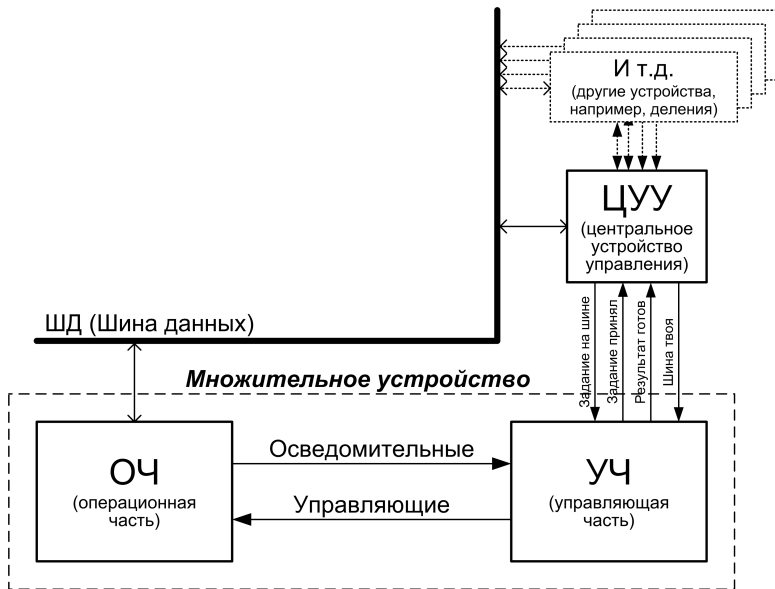 И т.д.
(другие устройства,
например, деления)
ЦУУ
(центральное
устройство
управления)
ШД (Шина данных)
Задание на шине
Задание принял
Результат готов
Шина твоя
Множительное устройство
ОЧ
(операционная
часть)
Осведомительные
Управляющие
УЧ
(управляющая
часть)